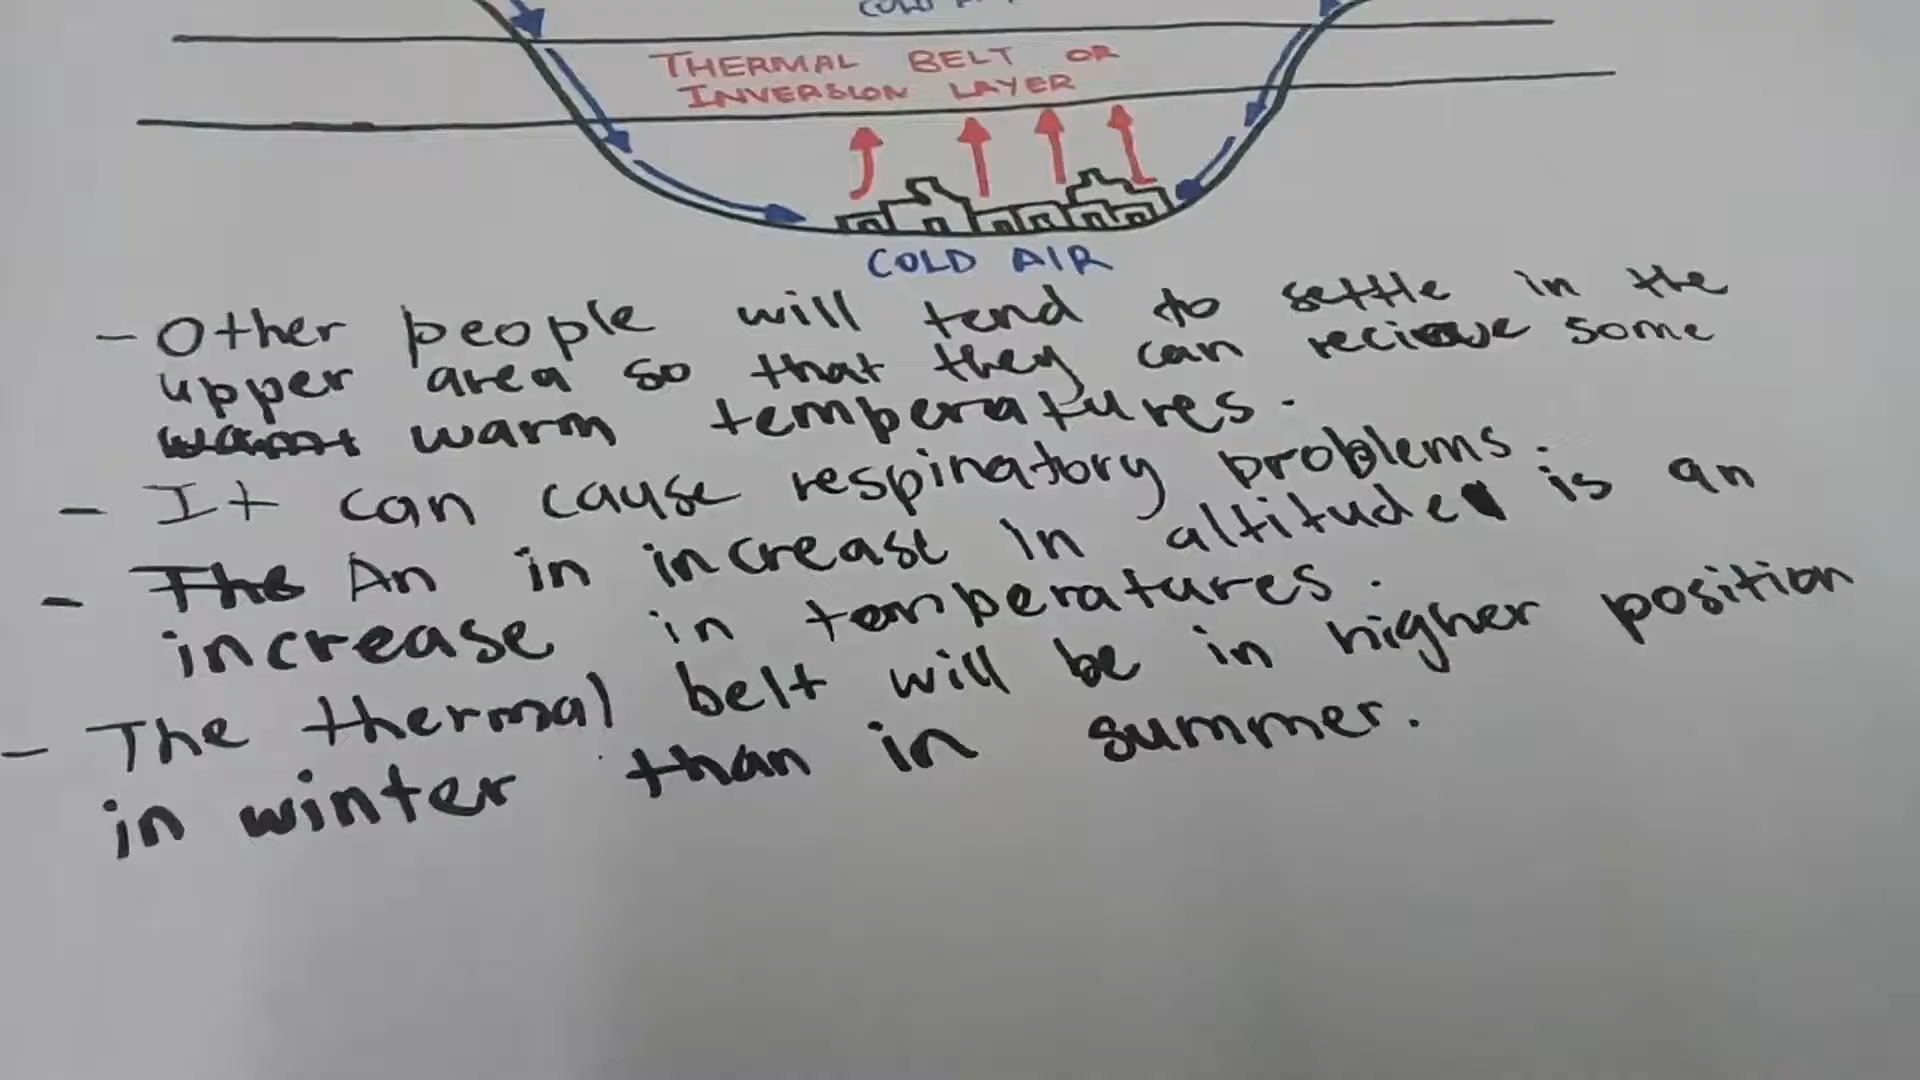 THERMAL BELT OR
INVERSION LAYER
COLD AIR
- Other people will tend to settle in the
upper area so that they can recieve some
warm temperatures.
- It can cause respiratory problems.
- The An in increase in altitude is an
increase in temperatures.
- The thermal belt will be in higher position
in winter than in summer.